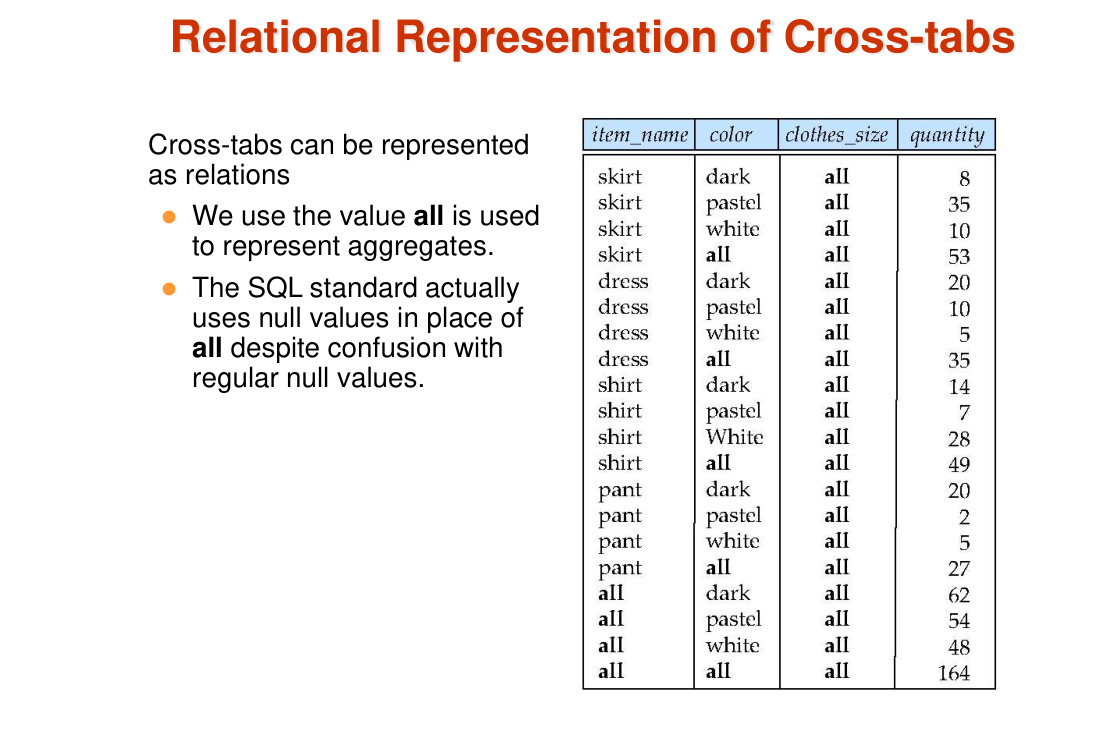 Relational Representation of Cross-tabs
Cross-tabs can be represented
as relations
We use the value all is used
to represent aggregates.
The SQL standard actually
uses null values in place of
all despite confusion with
regular null values.
item_name color clothes_size quantity
skirt dark all 8
skirt pastel all 35
skirt white all 10
skirt all all 53
dress dark all 20
dress pastel all 10
dress white all 5
dress all all 35
shirt dark all 14
shirt pastel all 7
shirt White all 28
shirt all all 49
pant dark all 20
pant pastel all 2
pant white all 5
pant all all 27
all dark all 62
all pastel all 54
all white all 48
all all all 164